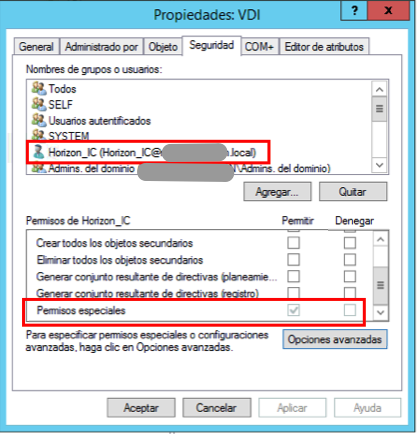 Propiedades: VDI
? x
General Administrado por Objeto Seguridad COM+ Editor de atributos
Nombres de grupos o usuarios:
Todos
SELF
Usuarios autentificados
SYSTEM
Horizon_IC (Horizon_IC@ .local)
Admins. del dominio \Admins. del dominio)
Agregar... Quitar
Permisos de Horizon_IC Permitir Denegar
Crear todos los objetos secundarios
Eliminar todos los objetos secundarios
Generar conjunto resultante de directivas (planeamie...
Generar conjunto resultante de directivas (registro)
Permisos especiales
Para especificar permisos especiales o configuraciones
avanzadas, haga clic en Opciones avanzadas.
Opciones avanzadas
Aceptar Cancelar Aplicar Ayuda